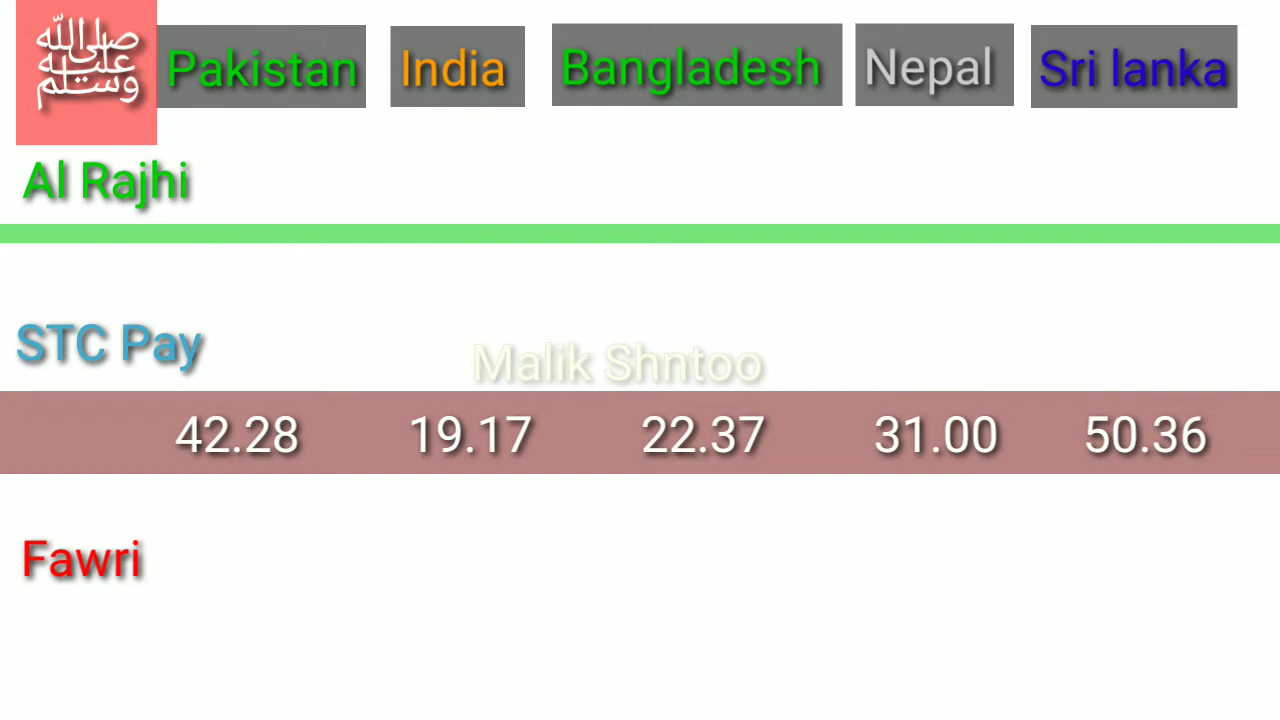 صلى الله
عليه
وسلم
Pakistan India Bangladesh Nepal Sri lanka
Al Rajhi
STC Pay
Malik Shntoo
42.28 19.17 22.37 31.00 50.36
Fawri